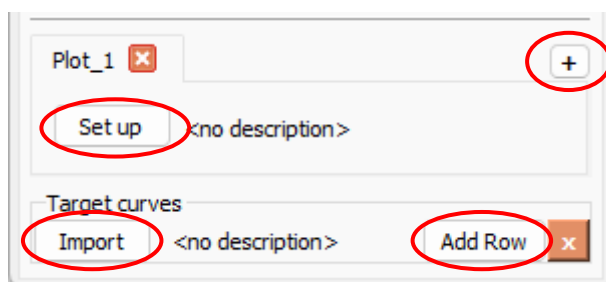 Plot_1 x +
Set up <no description>
Target curves
Import <no description> Add Row x